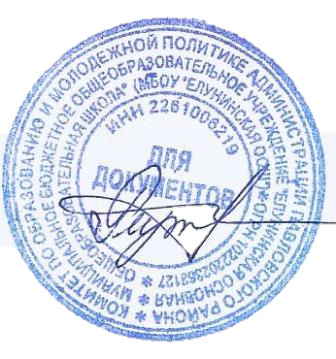 КОМИТЕТ ПО ОБРАЗОВАНИЮ И МОЛОДЕЖНОЙ ПОЛИТИКЕ АДМИНИСТРАЦИИ ПАВЛОВСКОГО РАЙОНА *
МУНИЦИПАЛЬНОЕ БЮДЖЕТНОЕ ОБЩЕОБРАЗОВАТЕЛЬНОЕ УЧРЕЖДЕНИЕ "ЕЛУНИНСКАЯ ОСНОВНАЯ *
ОБЩЕОБРАЗОВАТЕЛЬНАЯ ШКОЛА" (МБОУ "ЕЛУНИНСКАЯ ООШ") * ОГРН
ИНН 2261006219
ДЛЯ
ДОКУМЕНТОВ